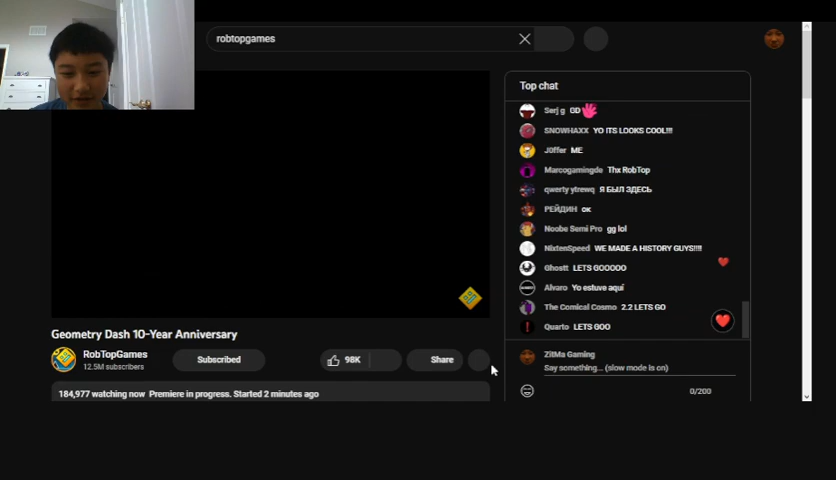 robtopgames
Top chat
Serj g GD
SNOWHAXX YO ITS LOOKS COOL!!!
J0ffer ME
Marcogamingde Thx RobTop
qwerty ytrewq Я БЫЛ ЗДЕСЬ
РЕЙДИН ок
Noobe Semi Pro gg lol
NixtenSpeed WE MADE A HISTORY GUYS!!!!
Ghostt LETS GOOOOO
Alvaro Yo estuve aquí
The Comical Cosmo 2.2 LETS GO
Quarto LETS GOO
Geometry Dash 10-Year Anniversary
RobTopGames
12.5M subscribers
Subscribed
98K
Share
184,977 watching now Premiere in progress. Started 2 minutes ago
ZitMa Gaming
Say something... (slow mode is on)
0/200